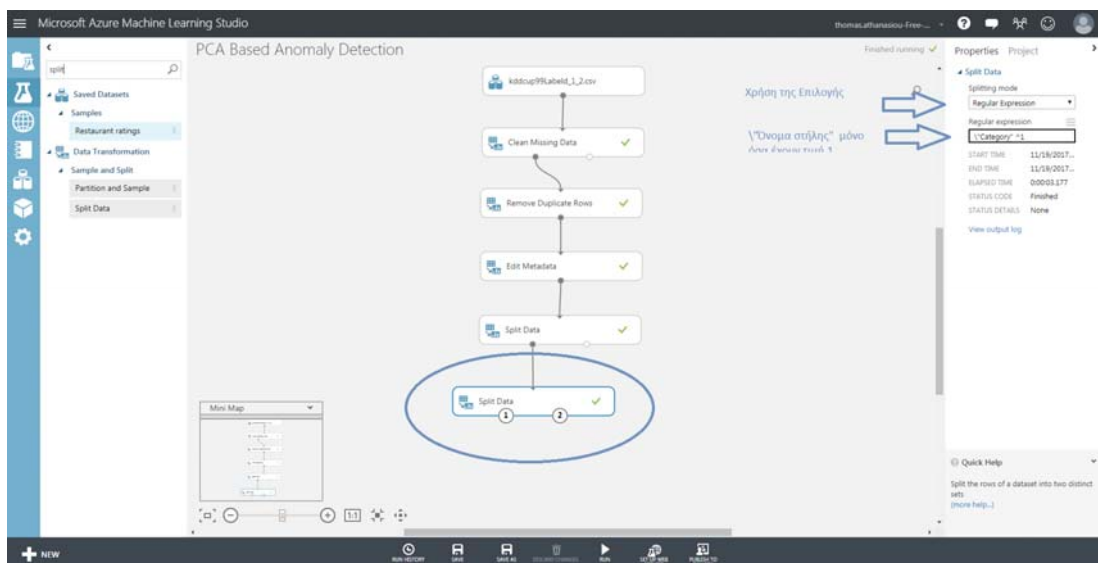 Microsoft Azure Machine Learning Studio
thomas.athanasiou-Free-...
split
Saved Datasets
Samples
Restaurant ratings
Data Transformation
Sample and Split
Partition and Sample
Split Data
PCA Based Anomaly Detection
Finished running
kddcup99Labeld_1_2.csv
Clean Missing Data
Remove Duplicate Rows
Edit Metadata
Split Data
Split Data
1
2
Χρήση της Επιλογής
\"Όνομα στήλης" μόνο
όσα έχουν τιμή 1
Mini Map
1:1
Properties Project
Split Data
Splitting mode
Regular Expression
Regular expression
\"Category" ^1
START TIME 11/19/2017...
END TIME 11/19/2017...
ELAPSED TIME 0:00:03.177
STATUS CODE Finished
STATUS DETAILS None
View output log
Quick Help
Split the rows of a dataset into two distinct
sets
(more help...)
NEW
RUN HISTORY
SAVE
SAVE AS
DISCARD CHANGES
RUN
SET UP WEB
PUBLISH TO